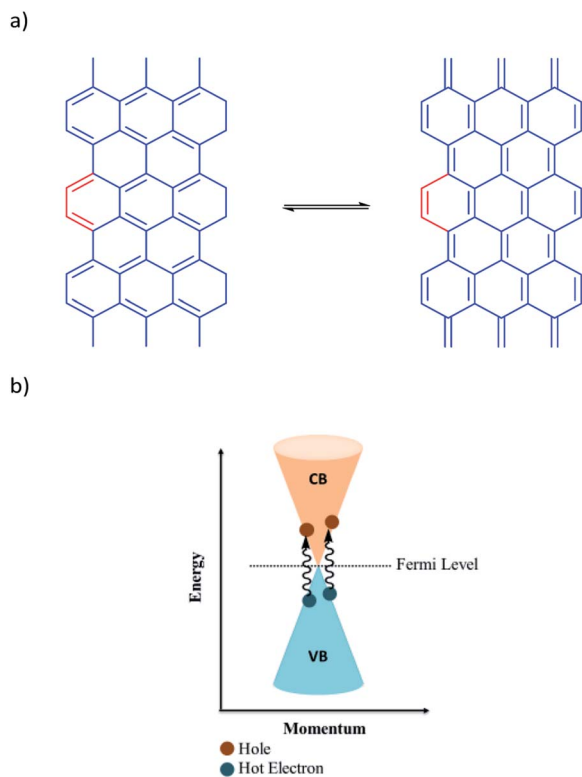 a)
b)
CB
Fermi Level
Energy
VB
Momentum
Hole
Hot Electron